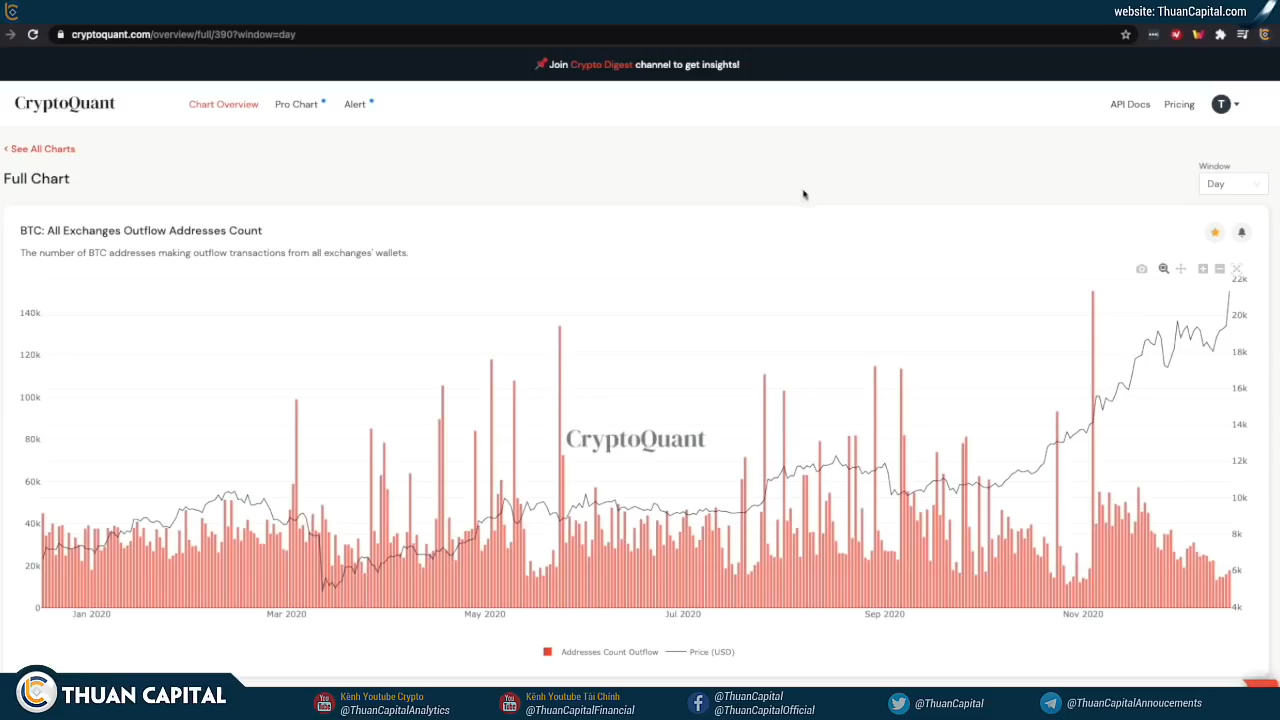 website: ThuanCapital.com
cryptoquant.com/overview/full/390?window=day
Join Crypto Digest channel to get insights!
CryptoQuant
Chart Overview
Pro Chart
Alert
API Docs
Pricing
T
< See All Charts
Full Chart
Window
Day
BTC: All Exchanges Outflow Addresses Count
The number of BTC addresses making outflow transactions from all exchanges' wallets.
140k
120k
100k
80k
60k
40k
20k
0
22k
20k
18k
16k
14k
12k
10k
8k
6k
4k
CryptoQuant
Jan 2020
Mar 2020
May 2020
Jul 2020
Sep 2020
Nov 2020
Addresses Count Outflow
Price (USD)
THUAN CAPITAL
You Tube
Kênh Youtube Crypto
@ThuanCapitalAnalytics
You Tube
Kênh Youtube Tài Chính
@ThuanCapitalFinancial
@ThuanCapital
@ThuanCapitalOfficial
@ThuanCapital
@ThuanCapitalAnnoucements